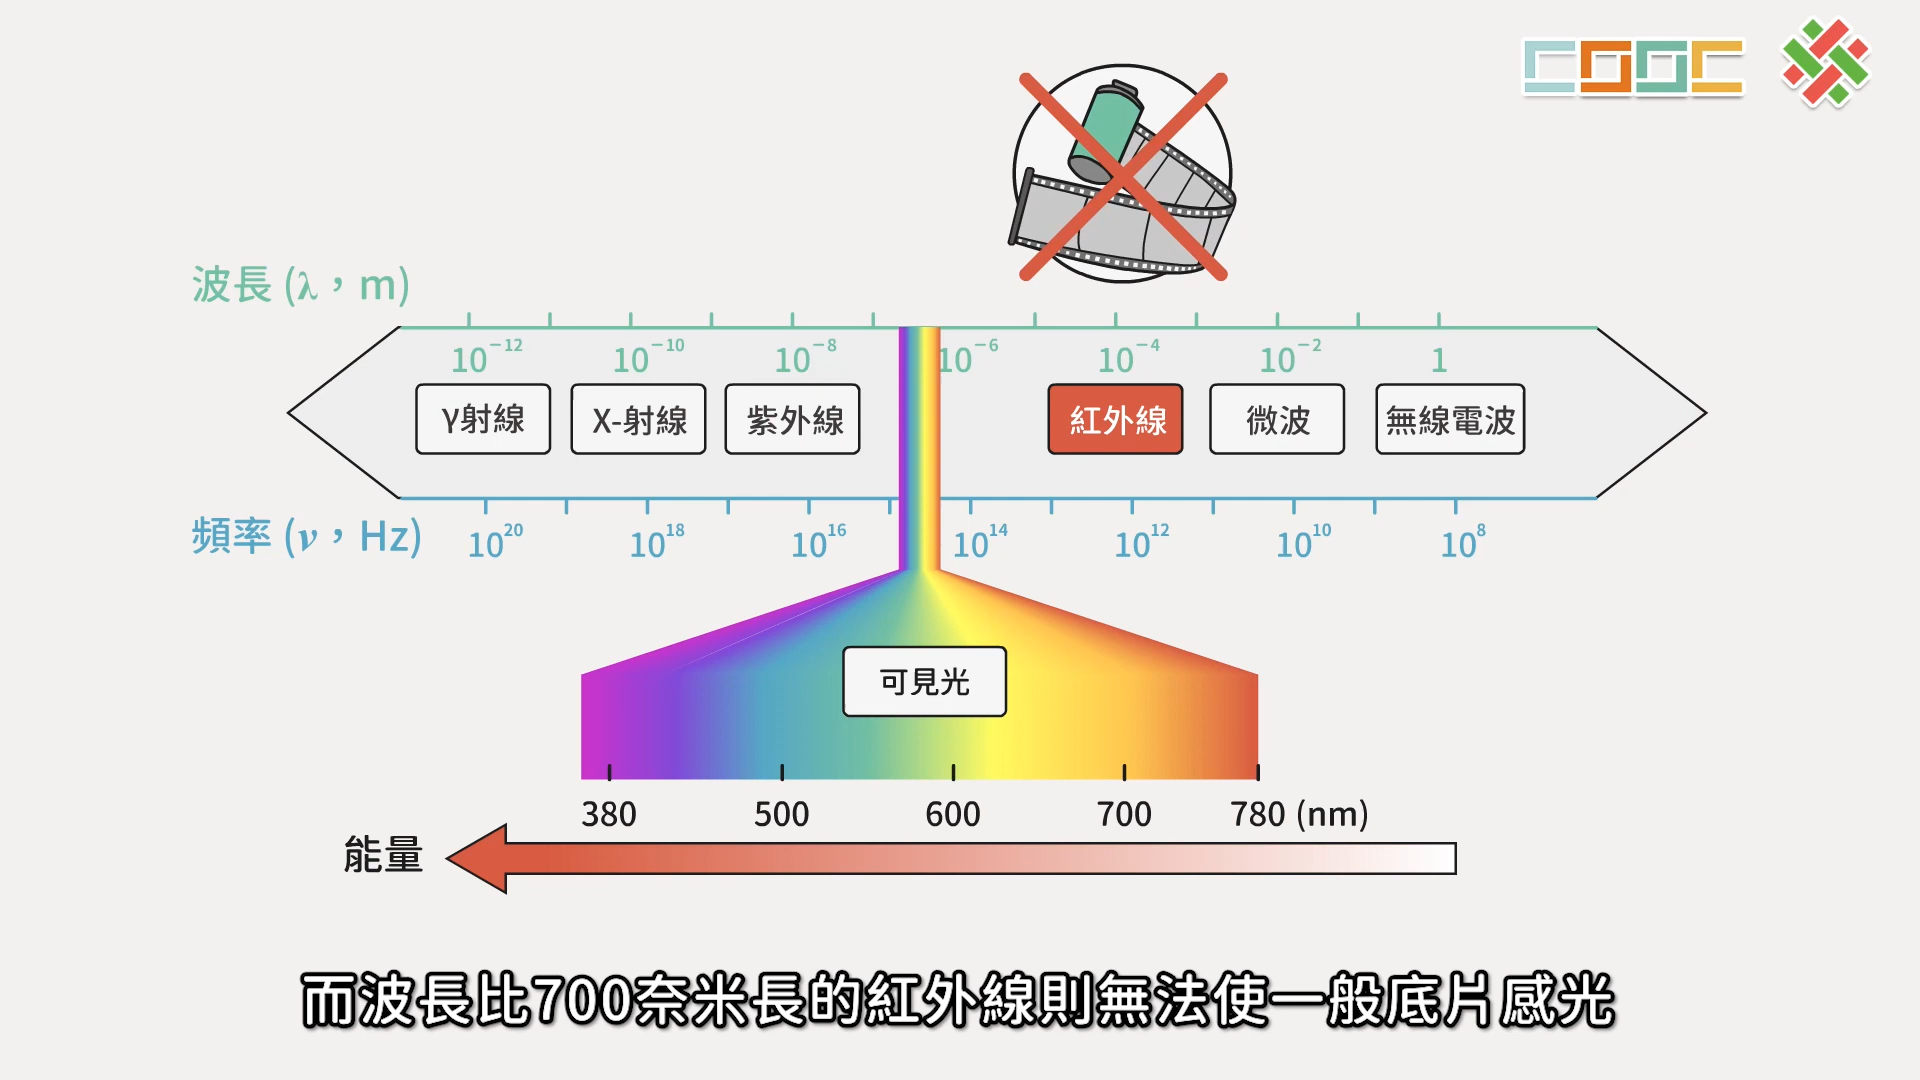 COOC
波長 (λ，m)
10⁻¹² 10⁻¹⁰ 10⁻⁸ 10⁻⁶ 10⁻⁴ 10⁻² 1
γ射線 X-射線 紫外線 紅外線 微波 無線電波
頻率 (ν，Hz)
10²⁰ 10¹⁸ 10¹⁶ 10¹⁴ 10¹² 10¹⁰ 10⁸
可見光
380 500 600 700 780 (nm)
能量
而波長比700奈米長的紅外線則無法使一般底片感光